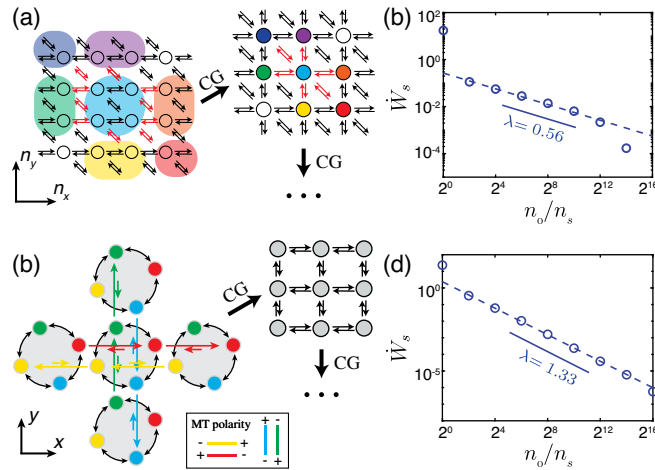 (a)
CG
CG
. . .
n_y
n_x
(b)
Ẇ_s
10^2
10^0
10^-2
10^-4
λ= 0.56
2^0
2^4
2^8
2^12
2^16
n_o/n_s
(b)
CG
CG
. . .
y
x
MT polarity
- +
+ -
+ -
- +
(d)
Ẇ_s
10^0
10^-5
λ= 1.33
2^0
2^4
2^8
2^12
2^16
n_o/n_s